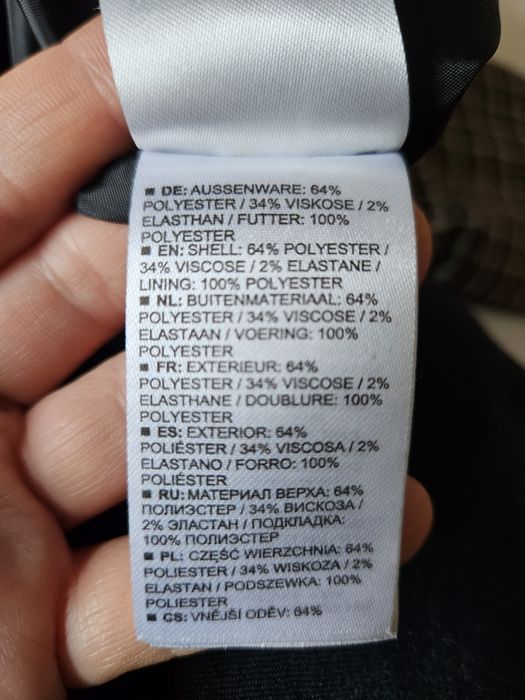 ■ DE: AUSSENWARE: 64%
POLYESTER / 34% VISKOSE / 2%
ELASTHAN / FUTTER: 100%
POLYESTER
■ EN: SHELL: 64% POLYESTER /
34% VISCOSE / 2% ELASTANE /
LINING: 100% POLYESTER
■ NL: BUITENMATERIAAL: 64%
POLYESTER / 34% VISCOSE / 2%
ELASTAAN / VOERING: 100%
POLYESTER
■ FR: EXTERIEUR: 64%
POLYESTER / 34% VISCOSE / 2%
ELASTHANE / DOUBLURE: 100%
POLYESTER
■ ES: EXTERIOR: 64%
POLIÉSTER / 34% VISCOSA / 2%
ELASTANO / FORRO: 100%
POLIÉSTER
■ RU: МАТЕРИАЛ ВЕРХА: 64%
ПОЛИЭСТЕР / 34% ВИСКОЗА /
2% ЭЛАСТАН / ПОДКЛАДКА:
100% ПОЛИЭСТЕР
■ PL: CZĘŚĆ WIERZCHNIA: 64%
POLIESTER / 34% WISKOZA / 2%
ELASTAN / PODSZEWKA: 100%
POLIESTER
■ CS: VNĚJŠÍ ODĚV: 64%